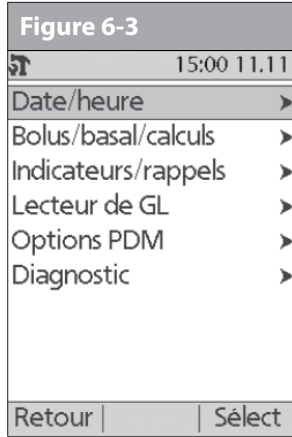 Figure 6-3
15:00 11.11
Date/heure
Bolus/basal/calculs
Indicateurs/rappels
Lecteur de GL
Options PDM
Diagnostic
Retour | | Sélect